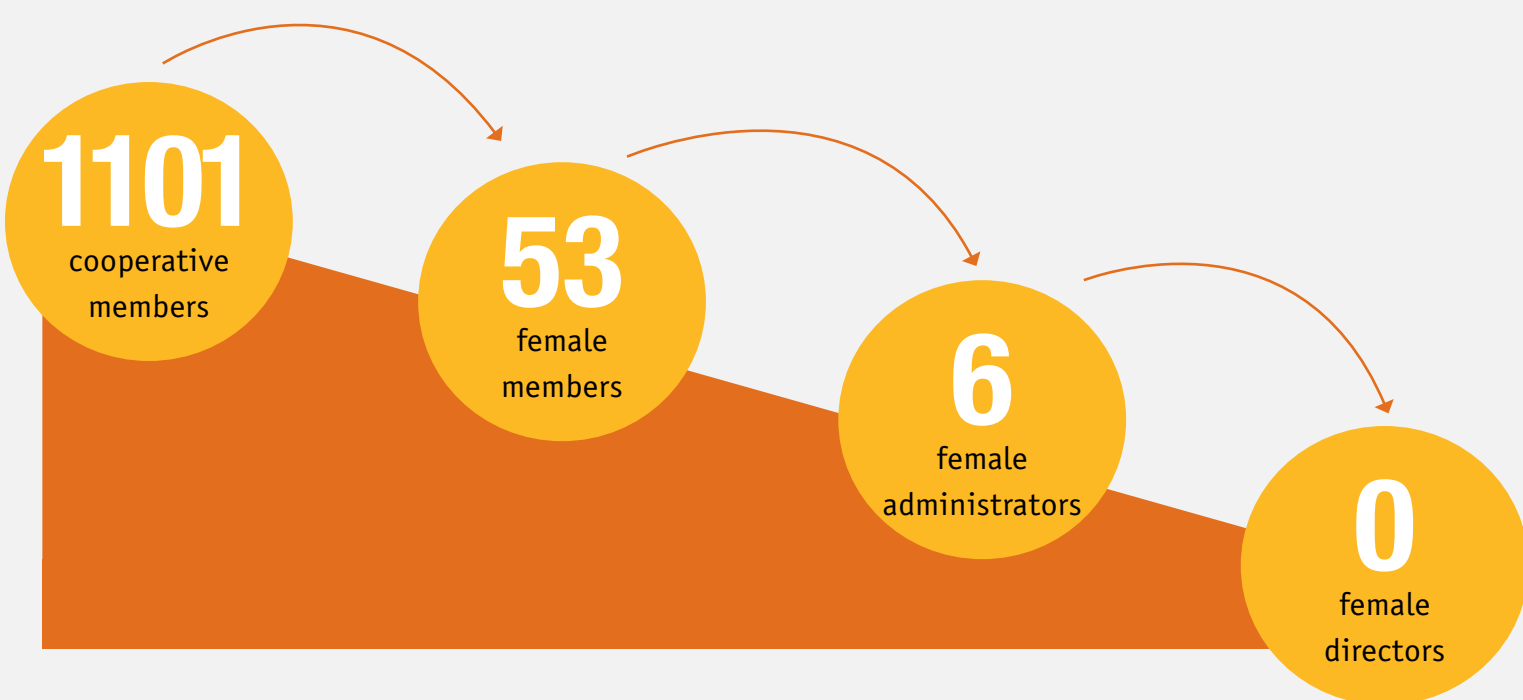 1101
cooperative
members
53
female
members
6
female
administrators
0
female
directors